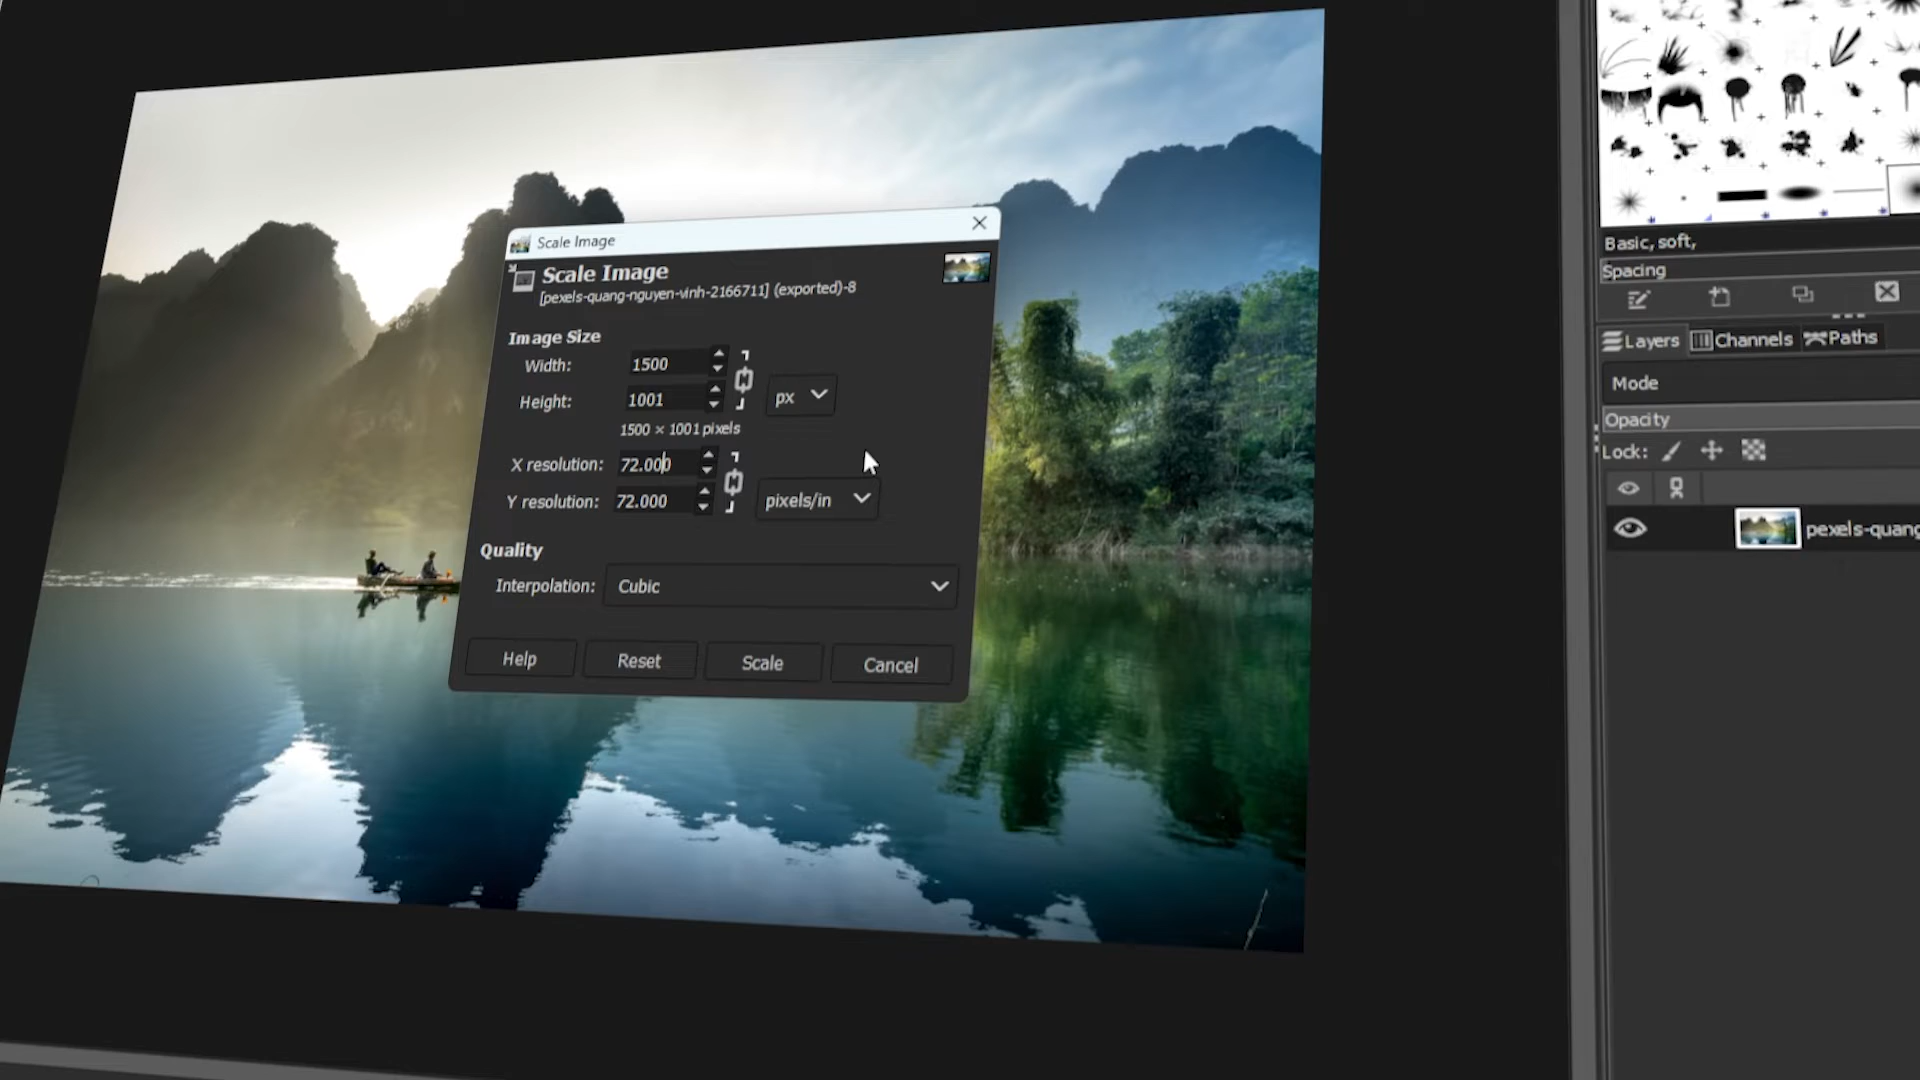 Scale Image
Scale Image
[pexels-quang-nguyen-vinh-2166711] (exported)-8
Image Size
Width: 1500
Height: 1001
px
1500 × 1001 pixels
X resolution: 72.000
Y resolution: 72.000
pixels/in
Quality
Interpolation: Cubic
Help Reset Scale Cancel
Basic, soft,
Spacing
Layers Channels Paths
Mode
Opacity
Lock:
pexels-quang